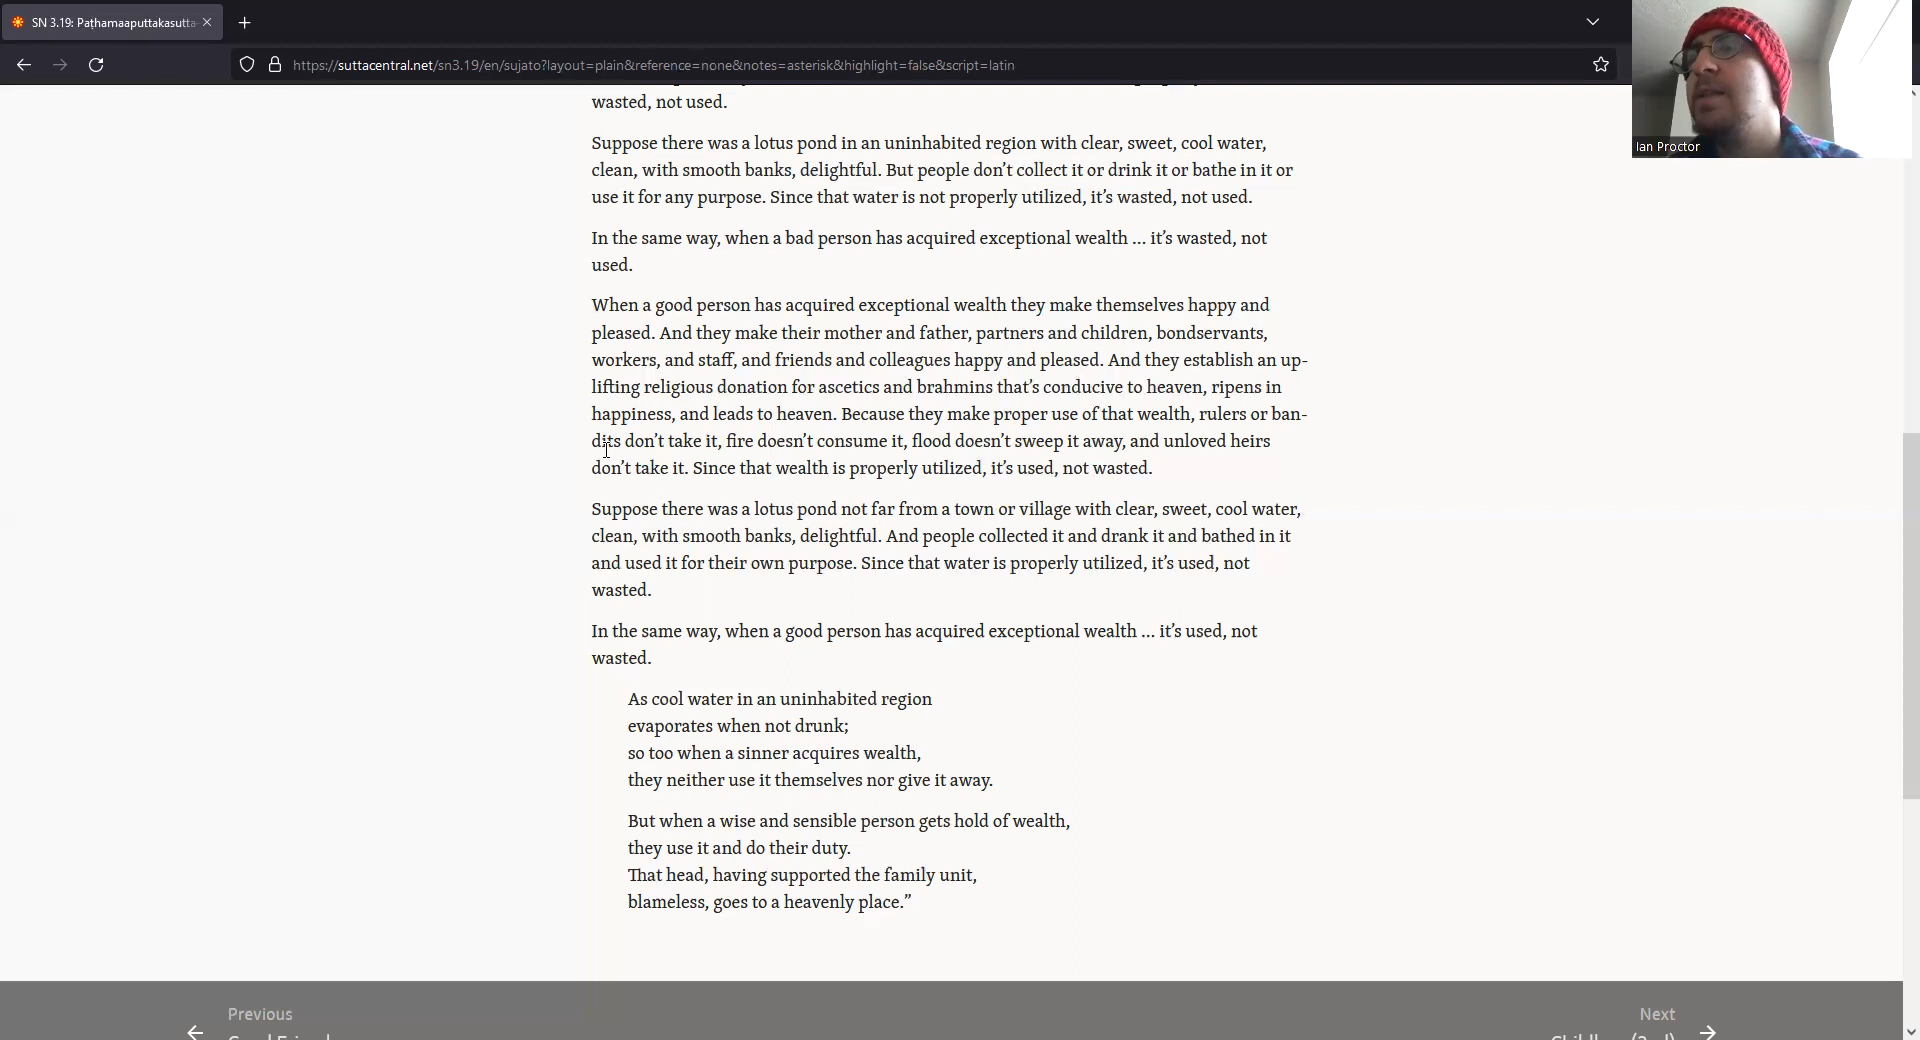 SN 3.19: Paṭhamaaputtakasutta
https://suttacentral.net/sn3.19/en/sujato?layout=plain&reference=none&notes=asterisk&highlight=false&script=latin
Ian Proctor
wasted, not used.
Suppose there was a lotus pond in an uninhabited region with clear, sweet, cool water,
clean, with smooth banks, delightful. But people don’t collect it or drink it or bathe in it or
use it for any purpose. Since that water is not properly utilized, it’s wasted, not used.
In the same way, when a bad person has acquired exceptional wealth … it’s wasted, not
used.
When a good person has acquired exceptional wealth they make themselves happy and
pleased. And they make their mother and father, partners and children, bondservants,
workers, and staff, and friends and colleagues happy and pleased. And they establish an up-
lifting religious donation for ascetics and brahmins that’s conducive to heaven, ripens in
happiness, and leads to heaven. Because they make proper use of that wealth, rulers or ban-
dits don’t take it, fire doesn’t consume it, flood doesn’t sweep it away, and unloved heirs
don’t take it. Since that wealth is properly utilized, it’s used, not wasted.
Suppose there was a lotus pond not far from a town or village with clear, sweet, cool water,
clean, with smooth banks, delightful. And people collected it and drank it and bathed in it
and used it for their own purpose. Since that water is properly utilized, it’s used, not
wasted.
In the same way, when a good person has acquired exceptional wealth … it’s used, not
wasted.
As cool water in an uninhabited region
evaporates when not drunk;
so too when a sinner acquires wealth,
they neither use it themselves nor give it away.
But when a wise and sensible person gets hold of wealth,
they use it and do their duty.
That head, having supported the family unit,
blameless, goes to a heavenly place.”
Previous
Next